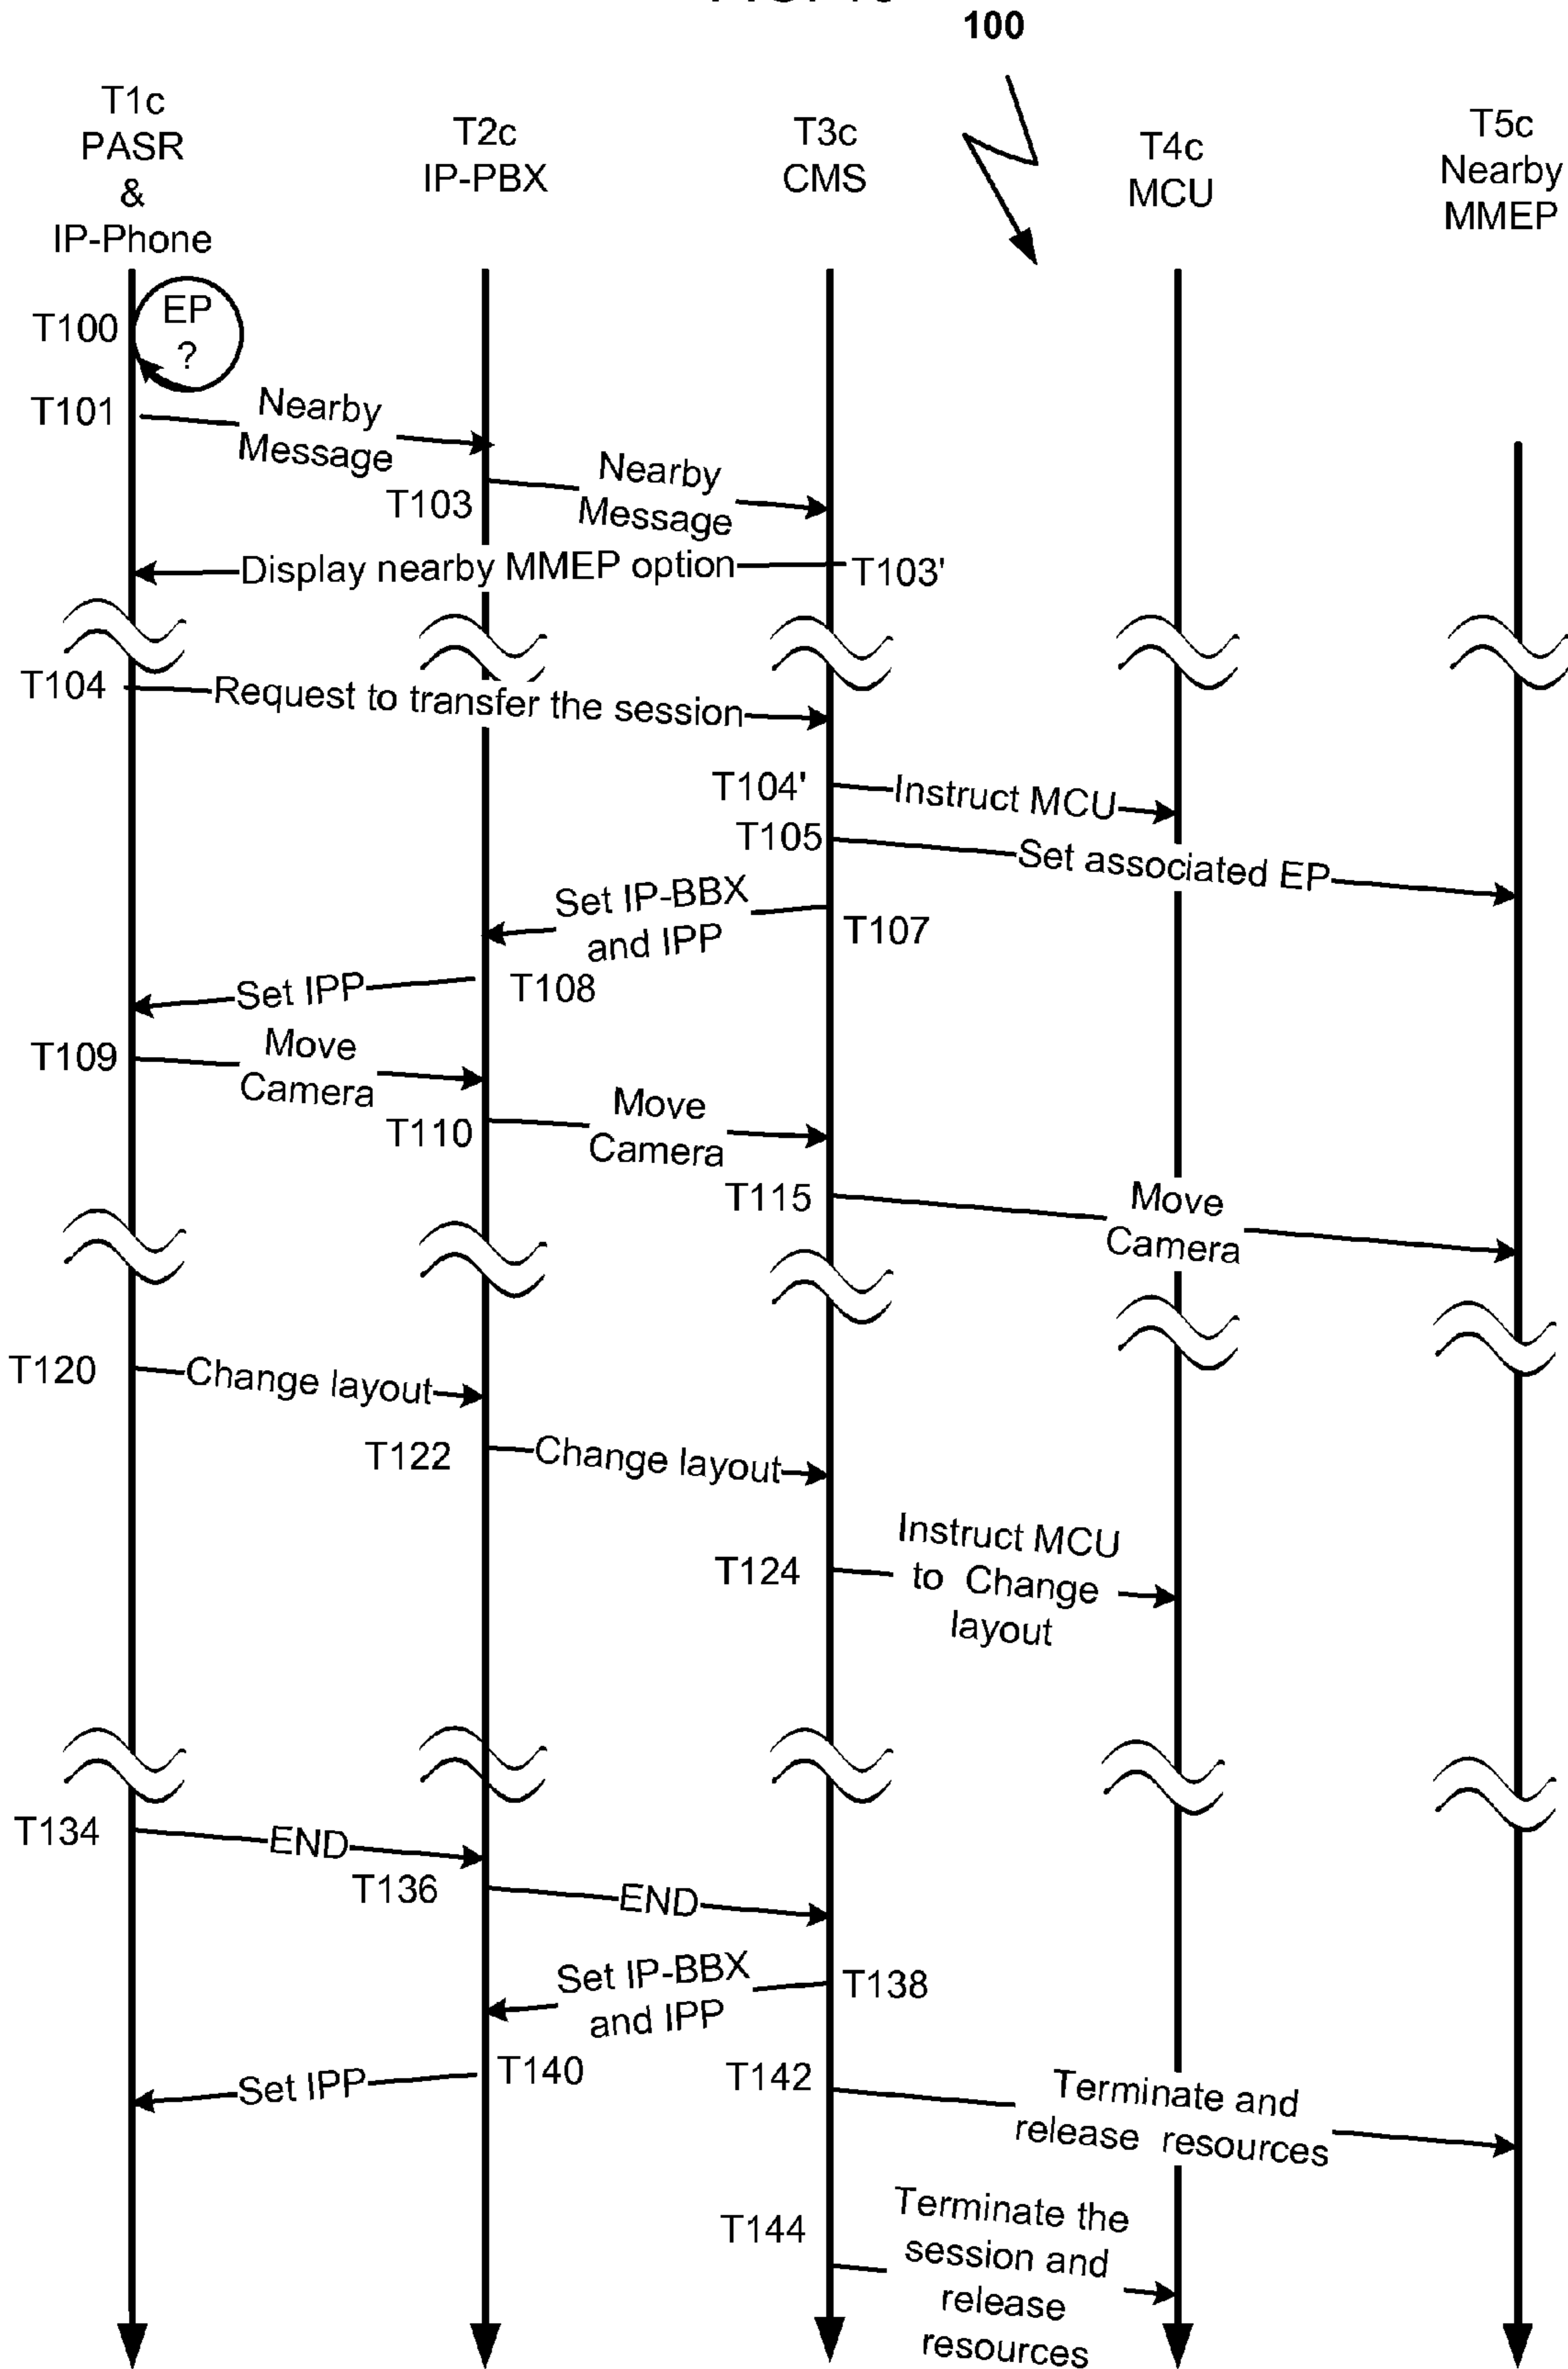 100
T1c
PASR
&
IP-Phone
T2c
IP-PBX
T3c
CMS
T4c
MCU
T5c
Nearby
MMEP
T100
EP
?
T101
Nearby
Message
T103
Nearby
Message
Display nearby MMEP option
T103'
T104
Request to transfer the session
T104'
Instruct MCU
T105
Set associated EP
Set IP-BBX
and IPP
T107
Set IPP
T108
T109
Move
Camera
T110
Move
Camera
T115
Move
Camera
T120
Change layout
T122
Change layout
T124
Instruct MCU
to Change
layout
T134
END
T136
END
Set IP-BBX
and IPP
T138
Set IPP
T140
T142
Terminate and
release resources
T144
Terminate the
session and
release
resources